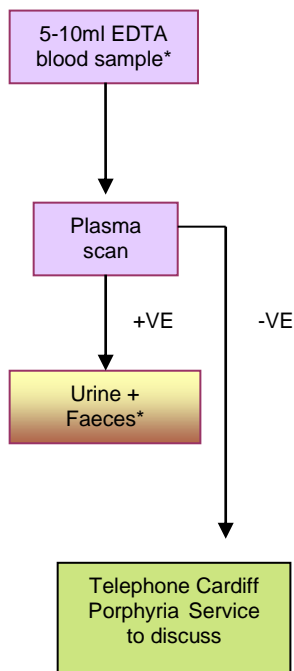 5-10ml EDTA
blood sample*
Plasma
scan
+VE
-VE
Urine +
Faeces*
Telephone Cardiff
Porphyria Service
to discuss